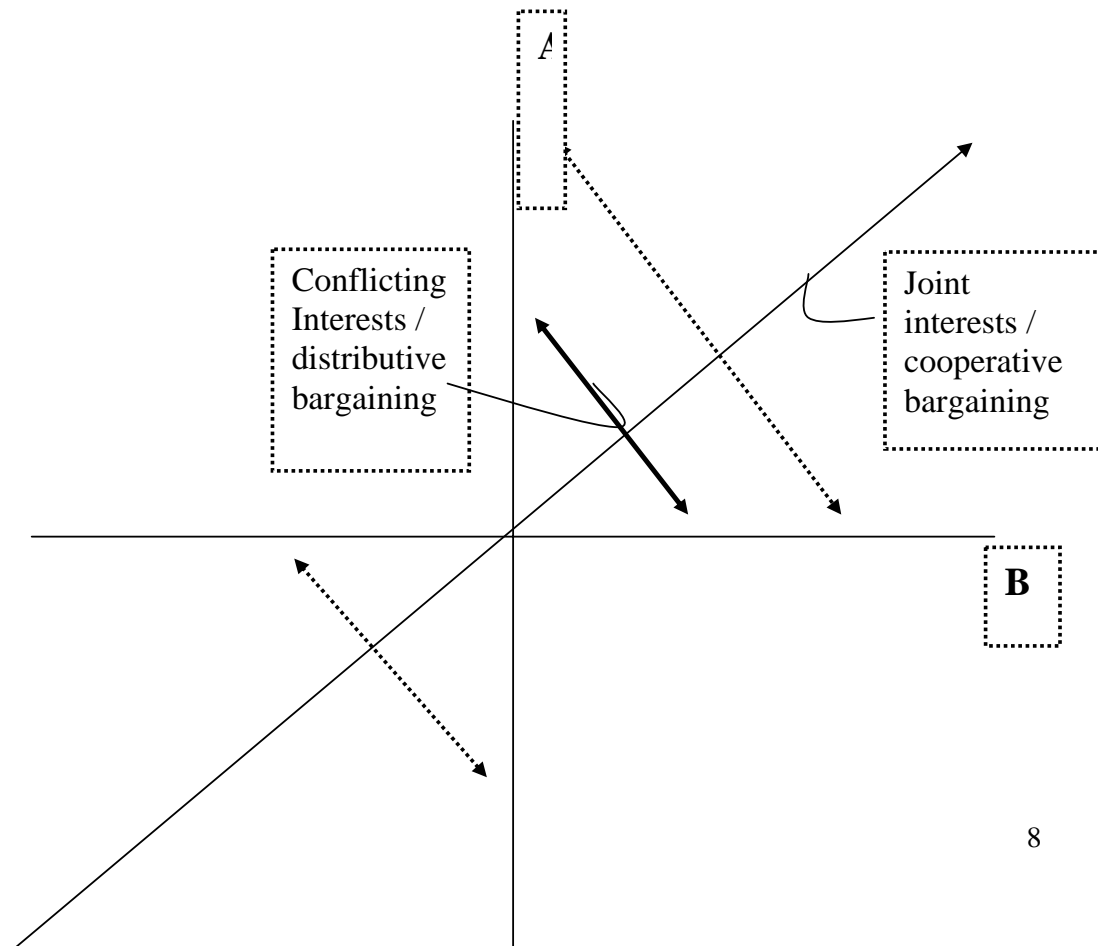 A
Conflicting
Interests /
distributive
bargaining
Joint
interests /
cooperative
bargaining
B
8